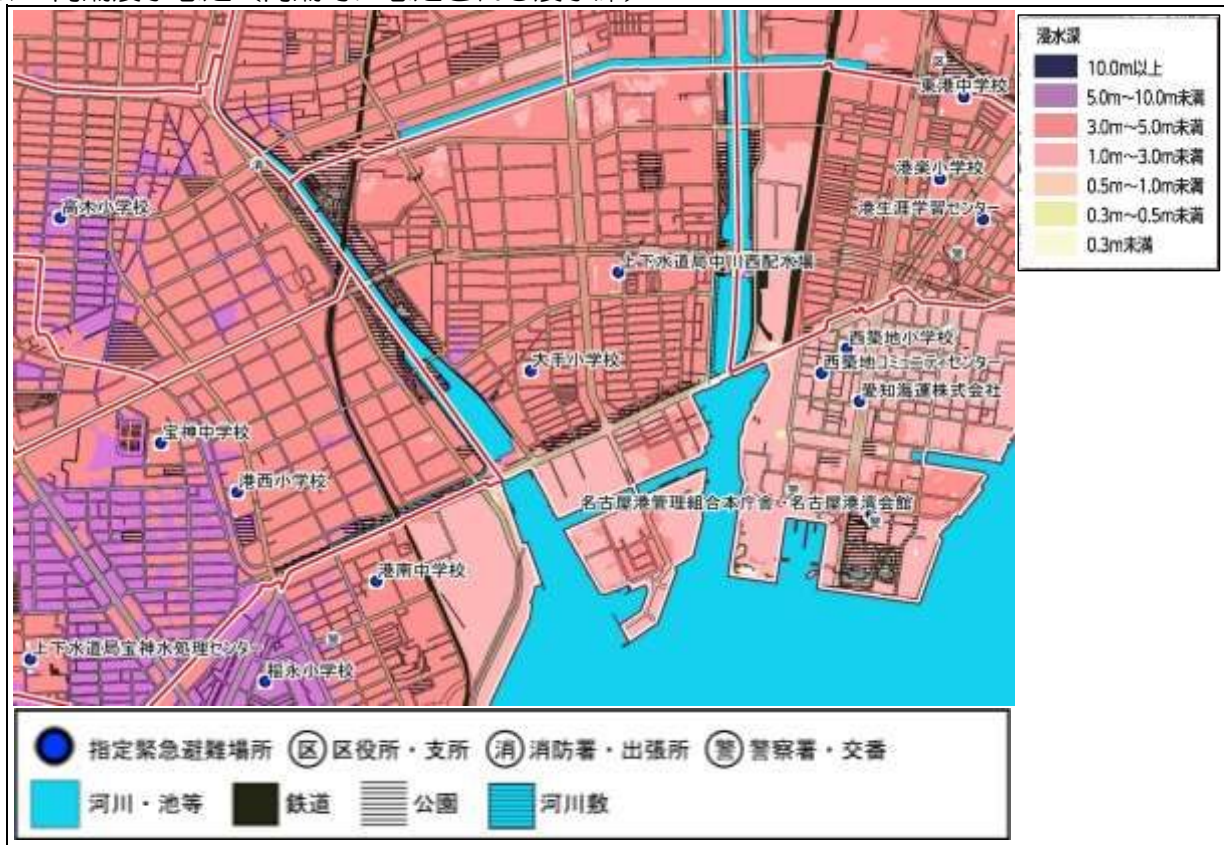 浸水深
10.0m以上
5.0m～10.0m未満
3.0m～5.0m未満
1.0m～3.0m未満
0.5m～1.0m未満
0.3m～0.5m未満
0.3m未満
区
東港中学校
消
港楽小学校
高木小学校
港生涯学習センター
警
上下水道局中川西配水場
西築地小学校
大手小学校
西築地コミュニティセンター
愛知海運株式会社
宝神中学校
港西小学校
警
名古屋港管理組合本庁舎・名古屋港湾会館
警
港南中学校
警
上下水道局宝神水処理センター
稲永小学校
指定緊急避難場所 区 区役所・支所 消 消防署・出張所 警 警察署・交番
河川・池等 鉄道 公園 河川敷